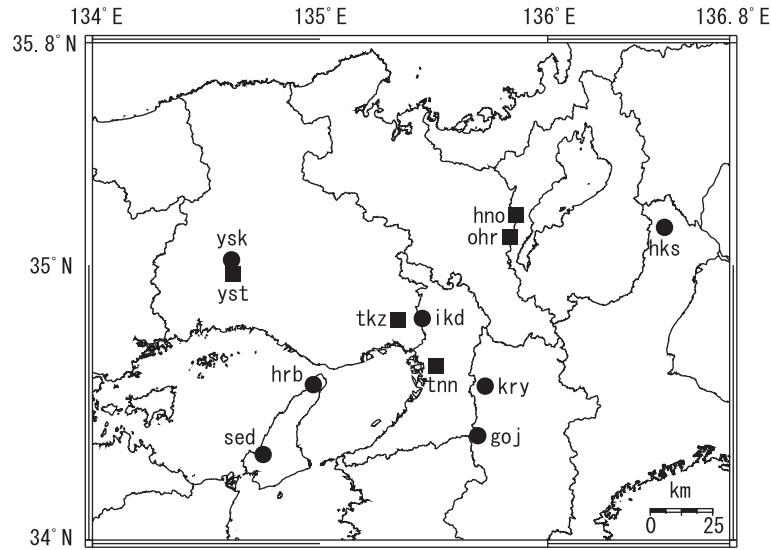 134°E 135°E 136°E 136.8°E
35.8°N
hno
ohr
hks
ysk
35°N
yst
tkz ikd
hrb tnn kry
sed goj
km
0 25
34°N